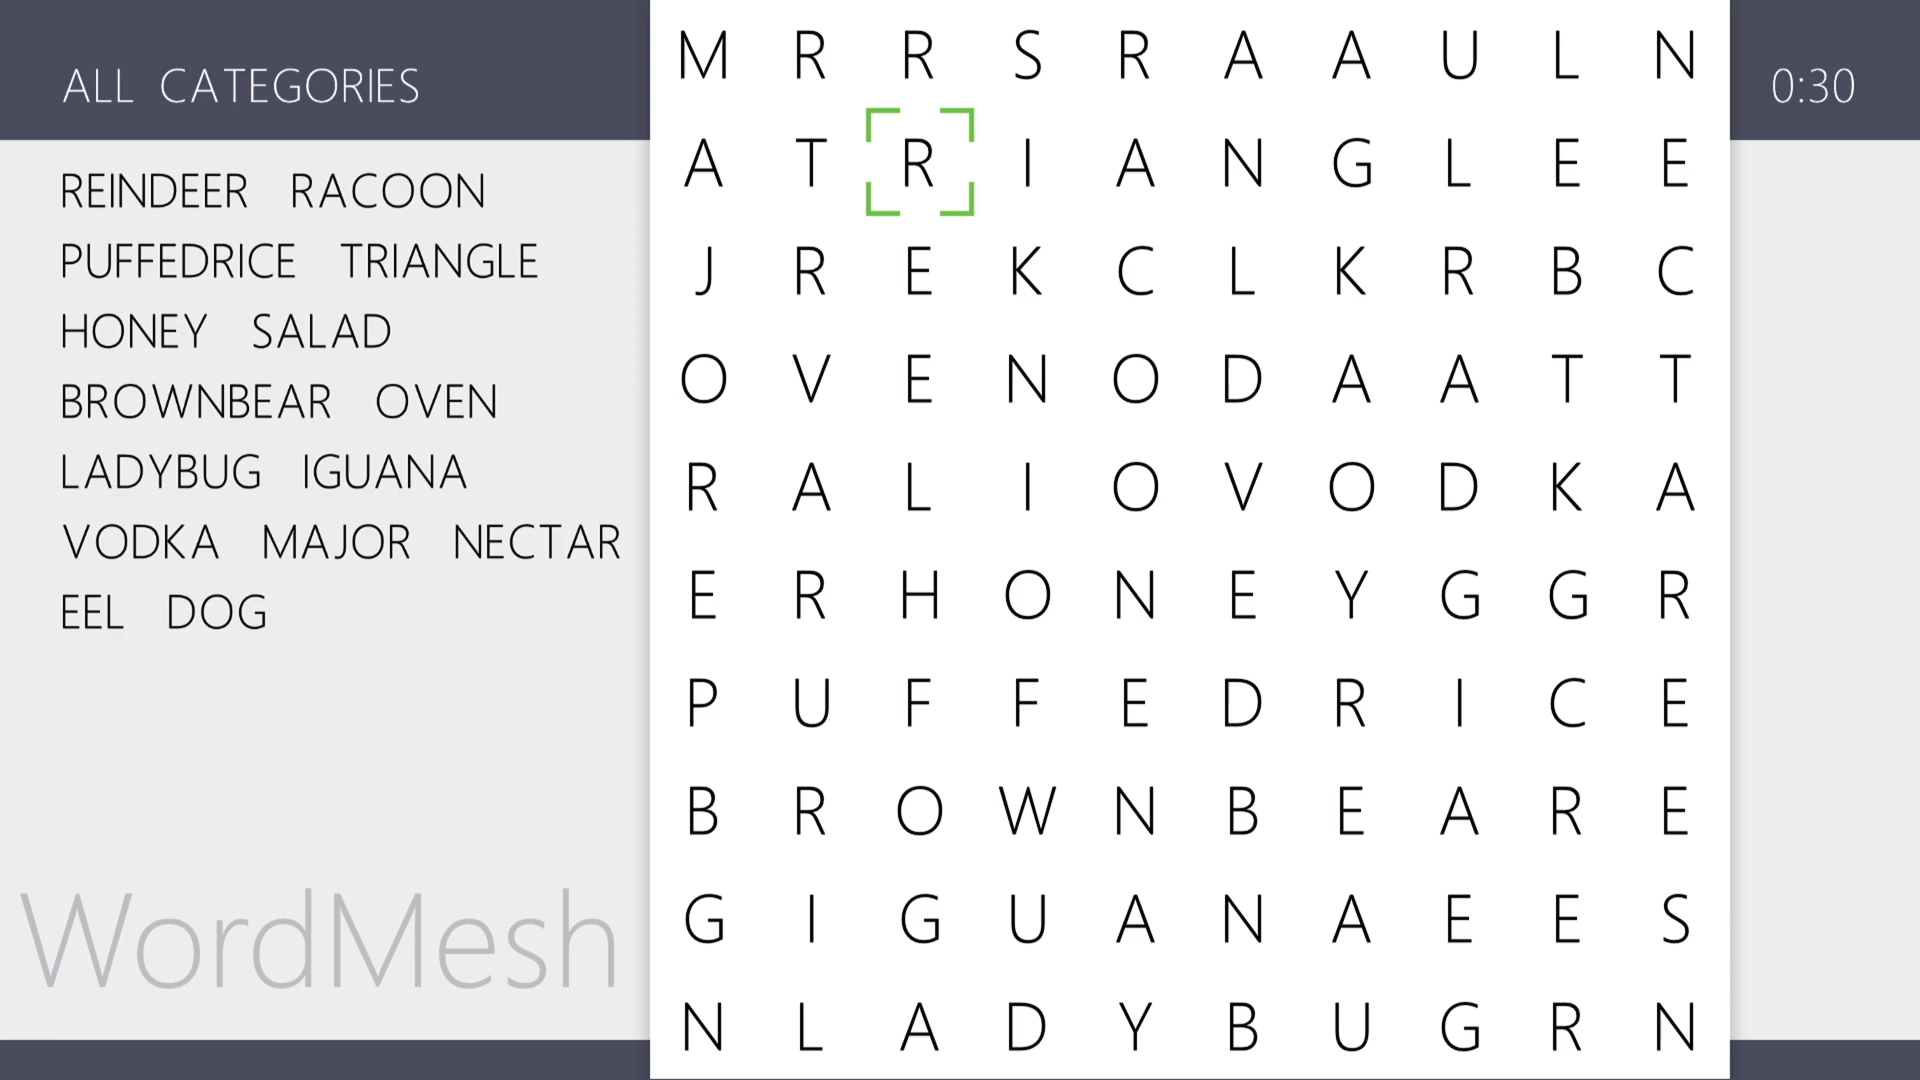 ALL CATEGORIES
0:30
REINDEER RACOON
PUFFEDRICE TRIANGLE
HONEY SALAD
BROWNBEAR OVEN
LADYBUG IGUANA
VODKA MAJOR NECTAR
EEL DOG
WordMesh
M R R S R A A U L N
A T R I A N G L E E
J R E K C L K R B C
O V E N O D A A T T
R A L I O V O D K A
E R H O N E Y G G R
P U F F E D R I C E
B R O W N B E A R E
G I G U A N A E E S
N L A D Y B U G R N